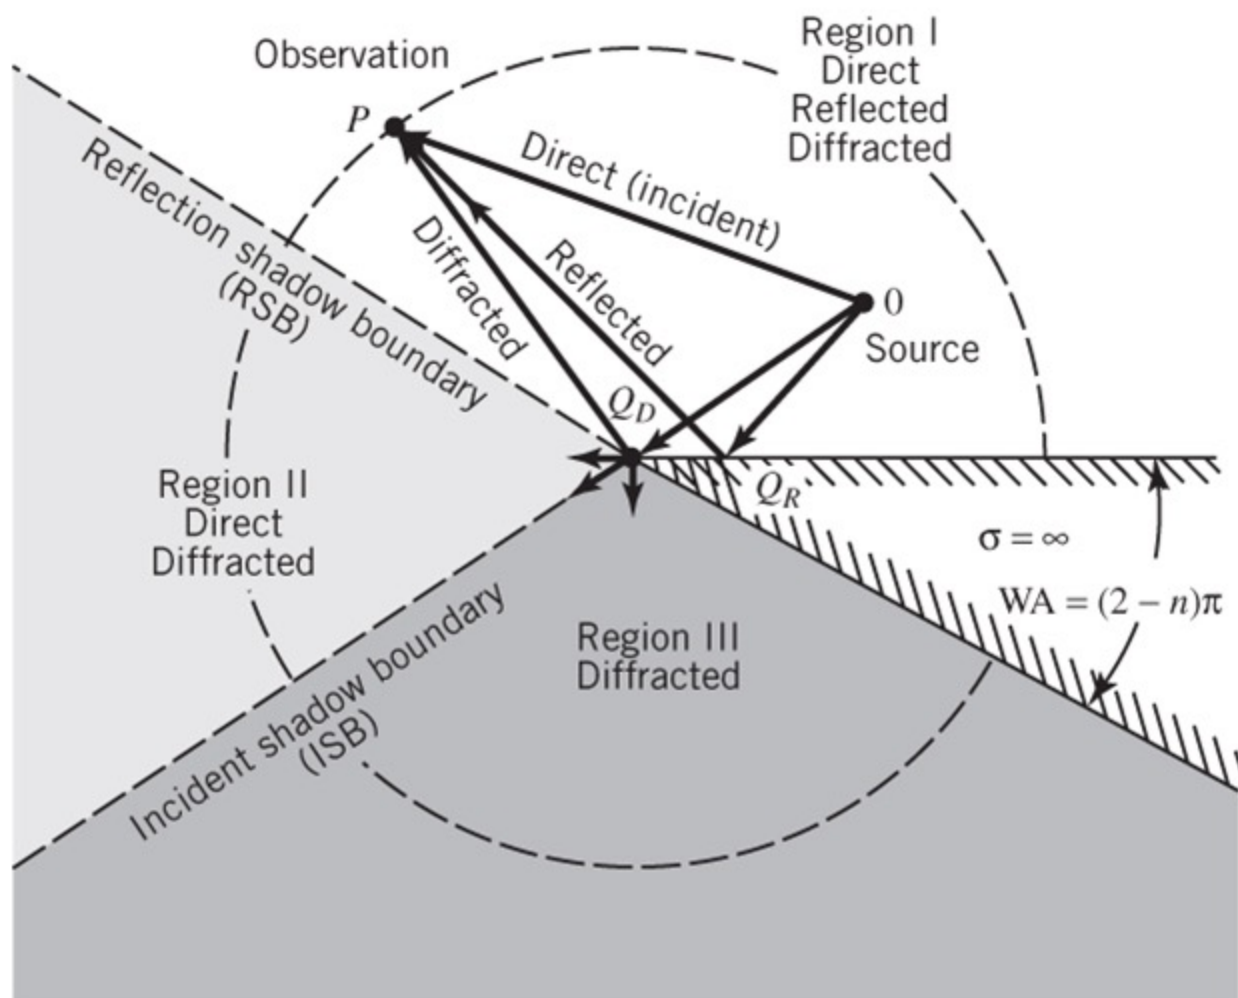 Observation
P
Region I
Direct
Reflected
Diffracted
Direct (incident)
Reflection shadow boundary
(RSB)
Diffracted
Reflected
0
Source
Q_D
Q_R
Region II
Direct
Diffracted
σ = ∞
WA = (2 – n)π
Region III
Diffracted
Incident shadow boundary
(ISB)